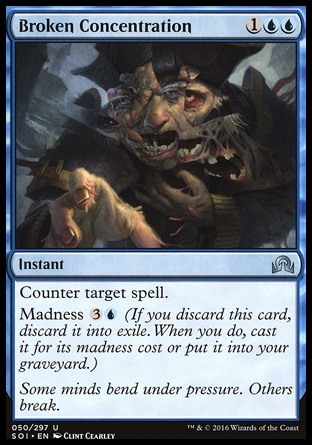 Broken Concentration 1
Instant
Counter target spell.
Madness 3 (If you discard this card,
discard it into exile. When you do, cast
it for its madness cost or put it into your
graveyard.)
Some minds bend under pressure. Others
break.
050/297 U
SOI • EN CLINT CEARLEY
™ & © 2016 Wizards of the Coast